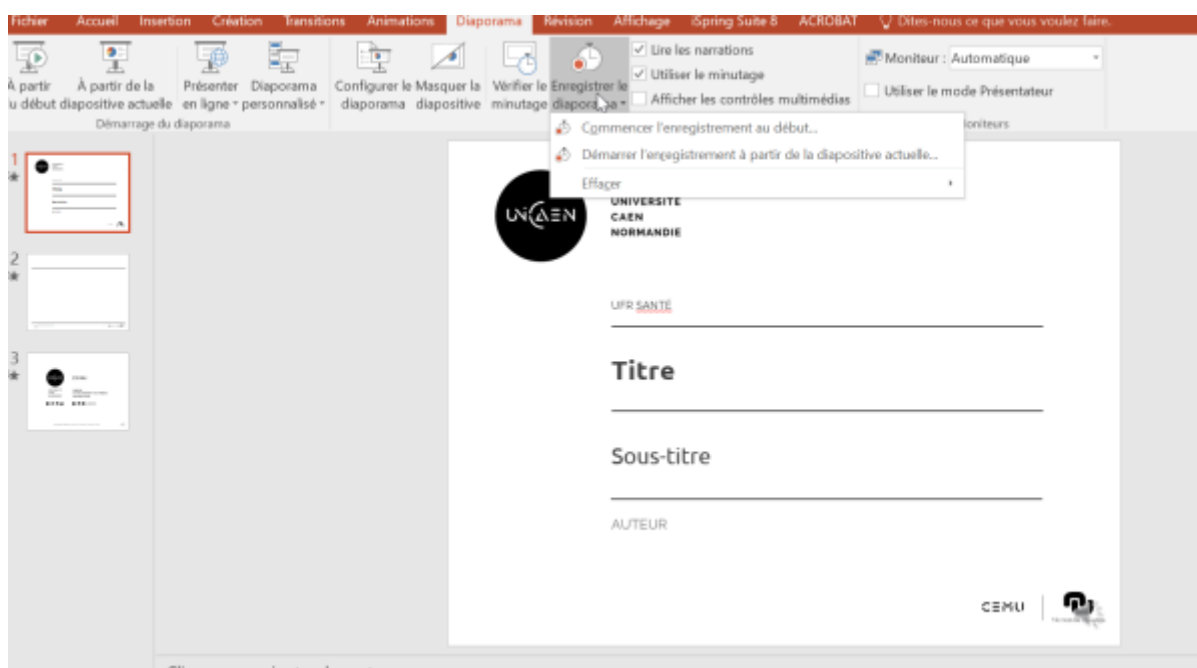 Fichier Accueil Insertion Création Transitions Animations Diaporama Révision Affichage iSpring Suite 8 ACROBAT Dites-nous ce que vous voulez faire.
À partir À partir de la Présenter Diaporama Configurer le Masquer la Vérifier le Enregistrer le
u début diapositive actuelle en ligne personnalisé diaporama diapositive minutage diaporama
Lire les narrations
Utiliser le minutage
Afficher les contrôles multimédias
Moniteur : Automatique
Utiliser le mode Présentateur
Démarrage du diaporama
oniteurs
Commencer l'enregistrement au début...
Démarrer l'enregistrement à partir de la diapositive actuelle...
Effacer
1
2
3
UNICAEN
UNIVERSITÉ
CAEN
NORMANDIE
UFR SANTÉ
Titre
Sous-titre
AUTEUR
CEMU